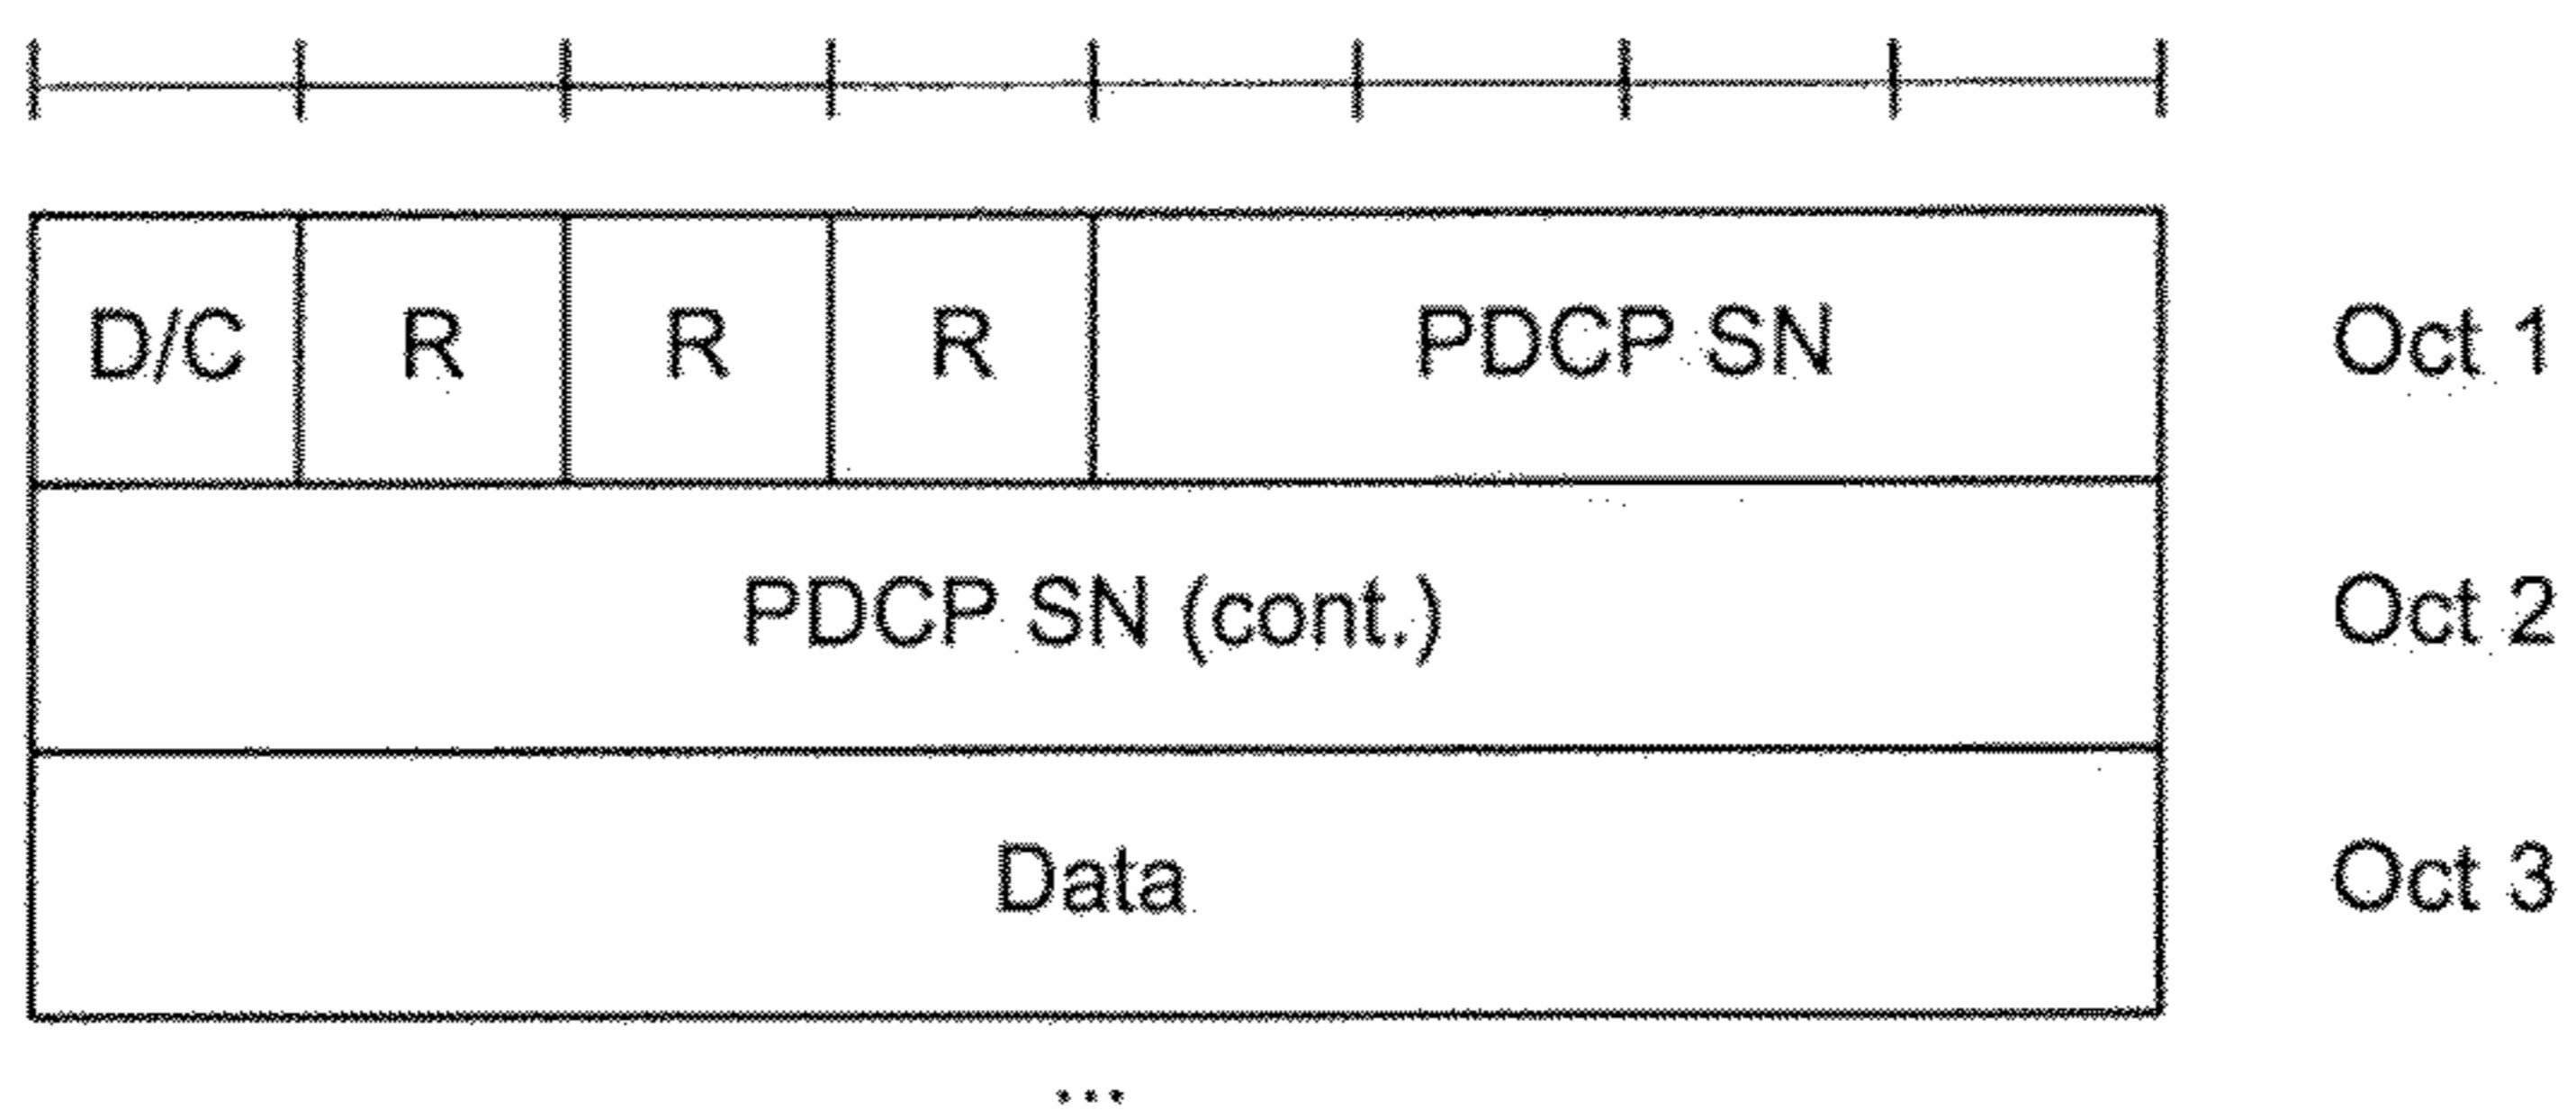 D/C R R R PDCP SN Oct 1
PDCP SN (cont.) Oct 2
Data Oct 3
...